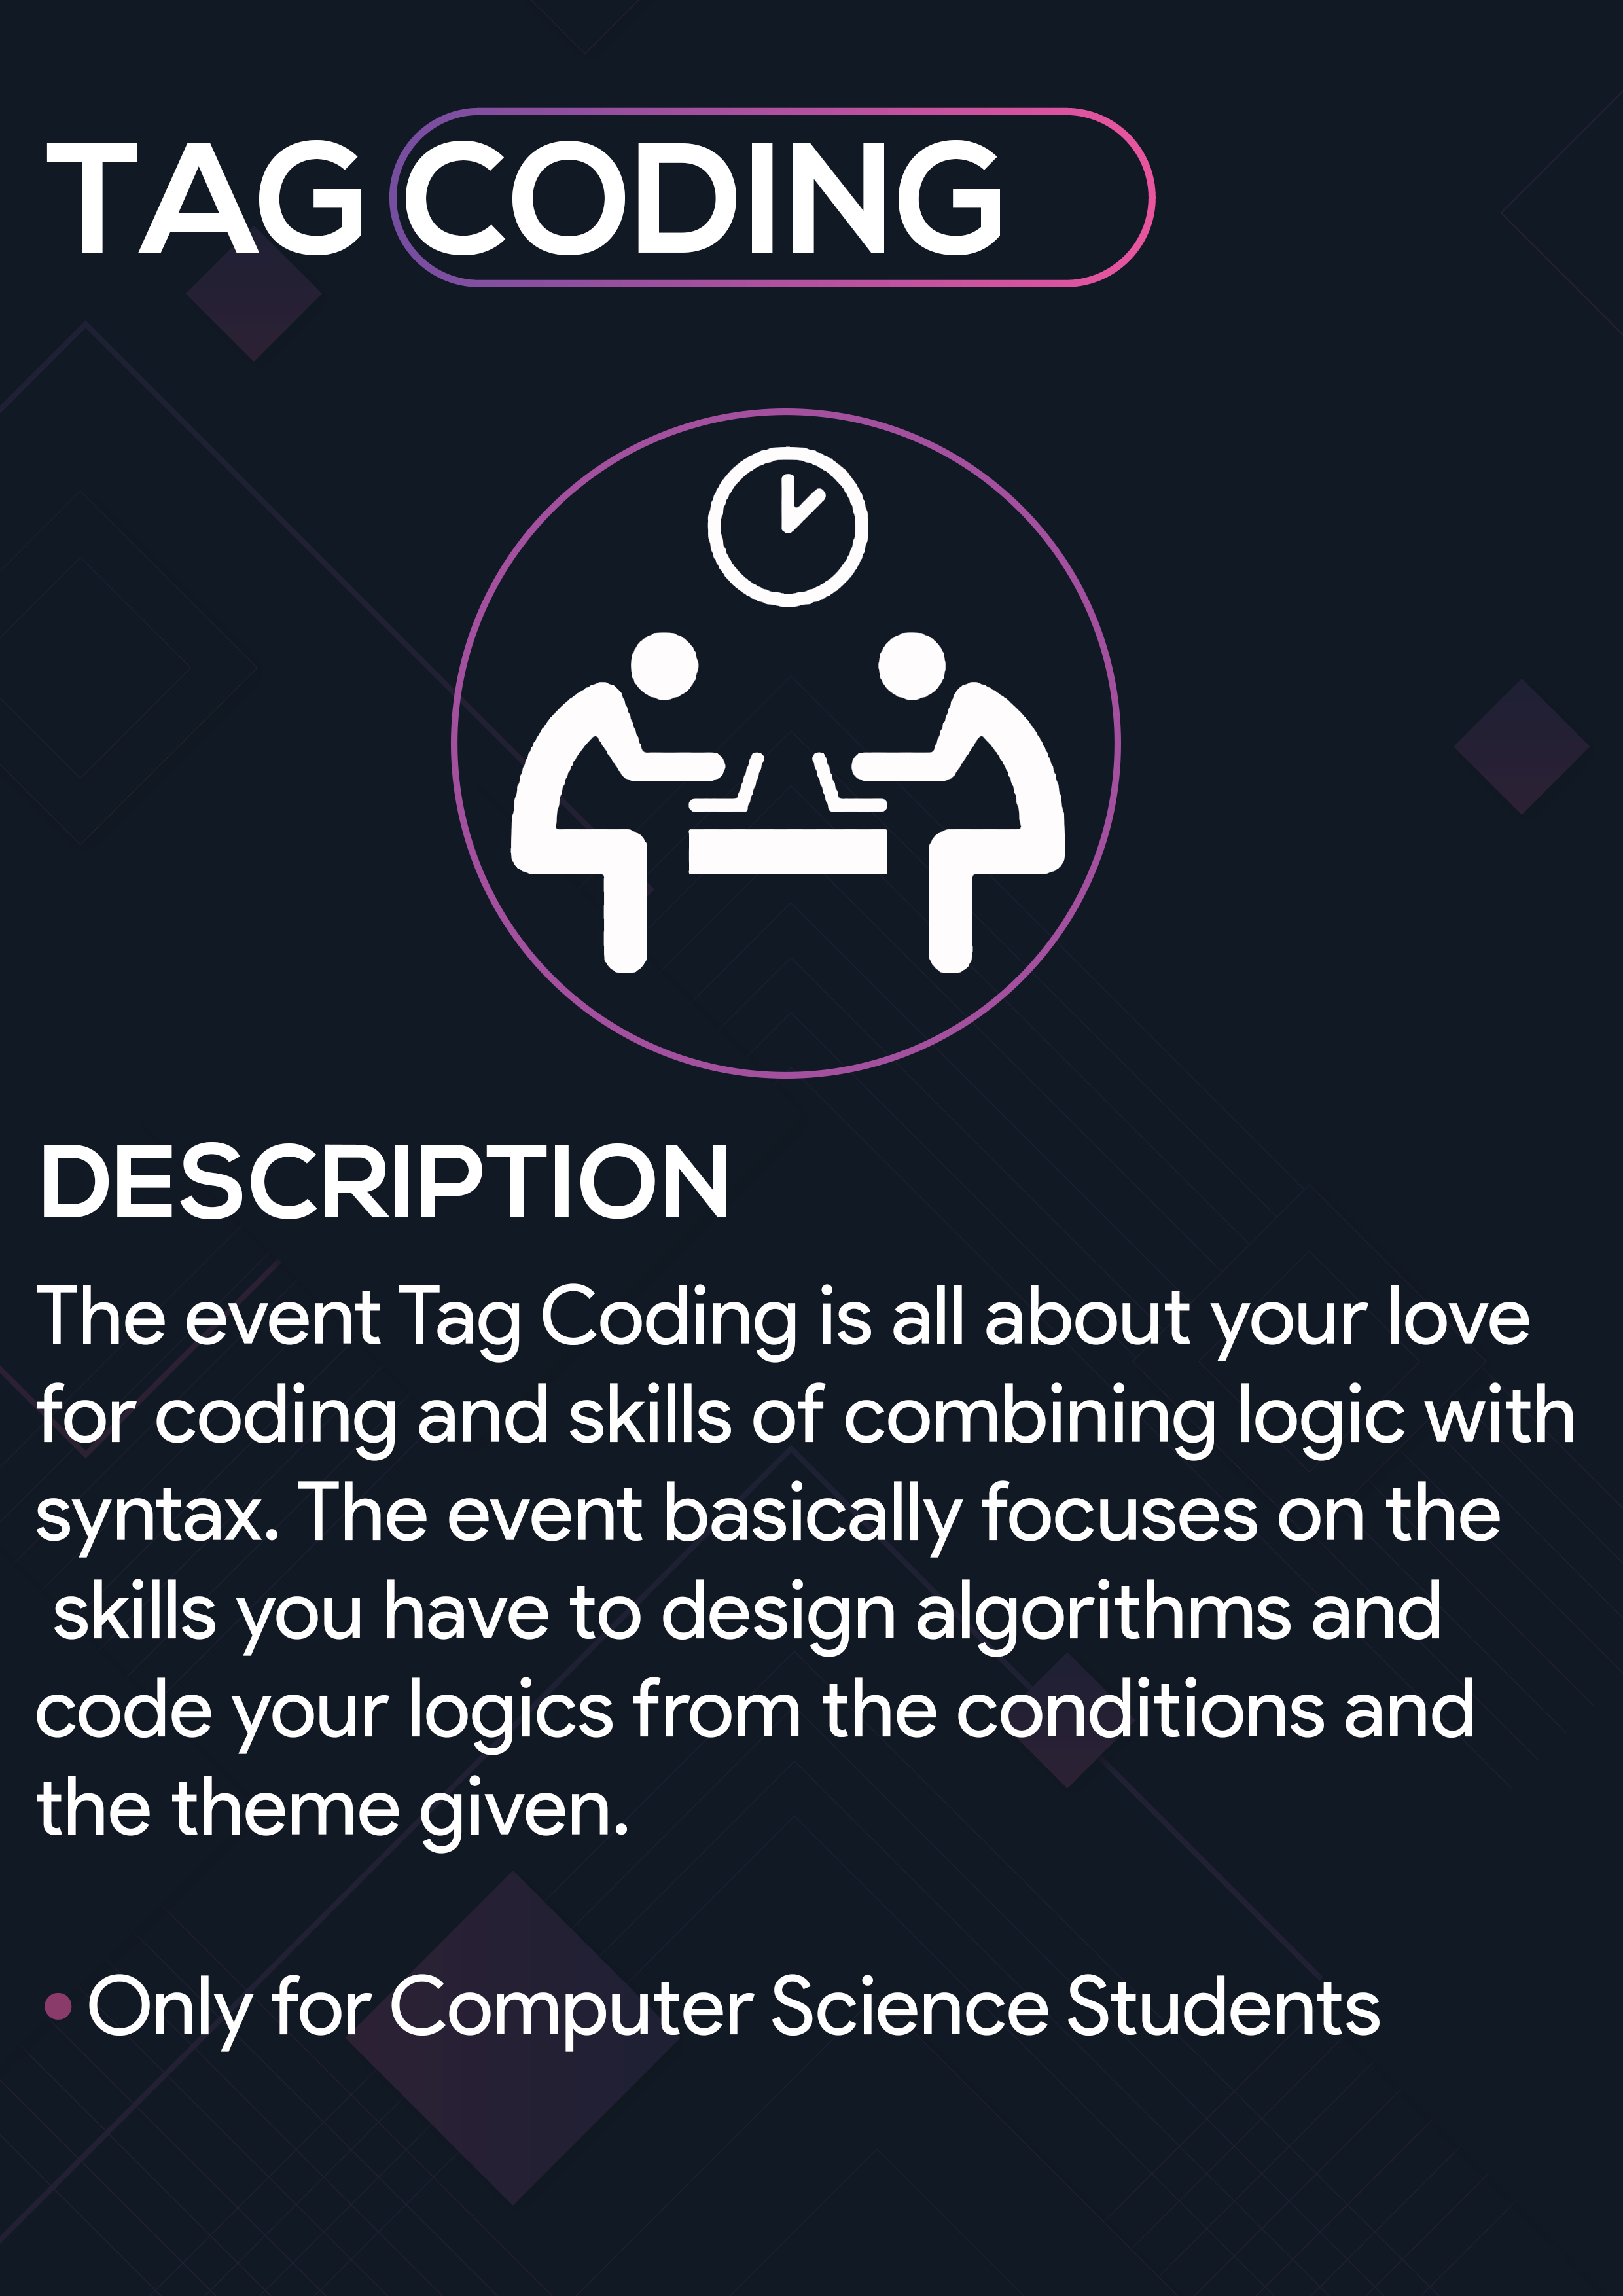 TAG CODING
DESCRIPTION
The event Tag Coding is all about your love
for coding and skills of combining logic with
syntax. The event basically focuses on the
skills you have to design algorithms and
code your logics from the conditions and
the theme given.
Only for Computer Science Students